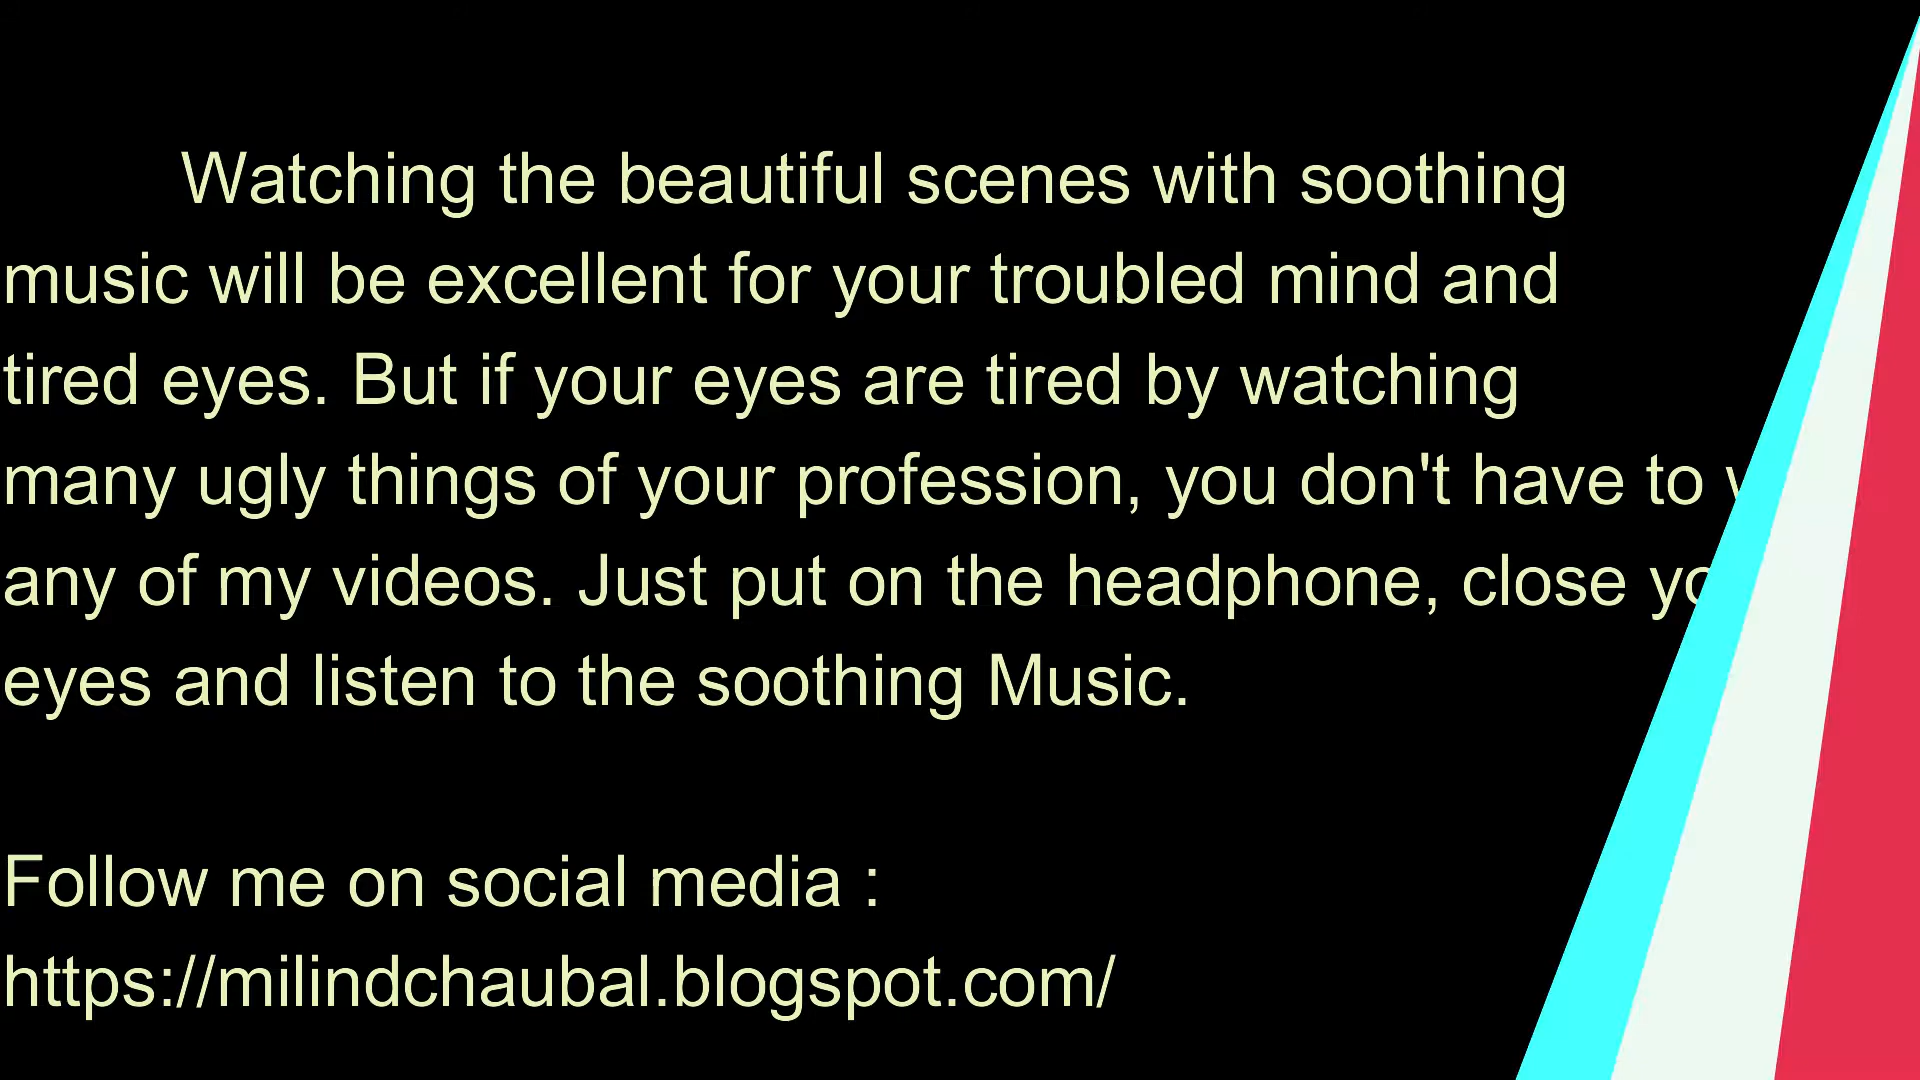 Watching the beautiful scenes with soothing
music will be excellent for your troubled mind and
tired eyes. But if your eyes are tired by watching
many ugly things of your profession, you don't have to
any of my videos. Just put on the headphone, close
eyes and listen to the soothing Music.
Follow me on social media :
https://milindchaubal.blogspot.com/